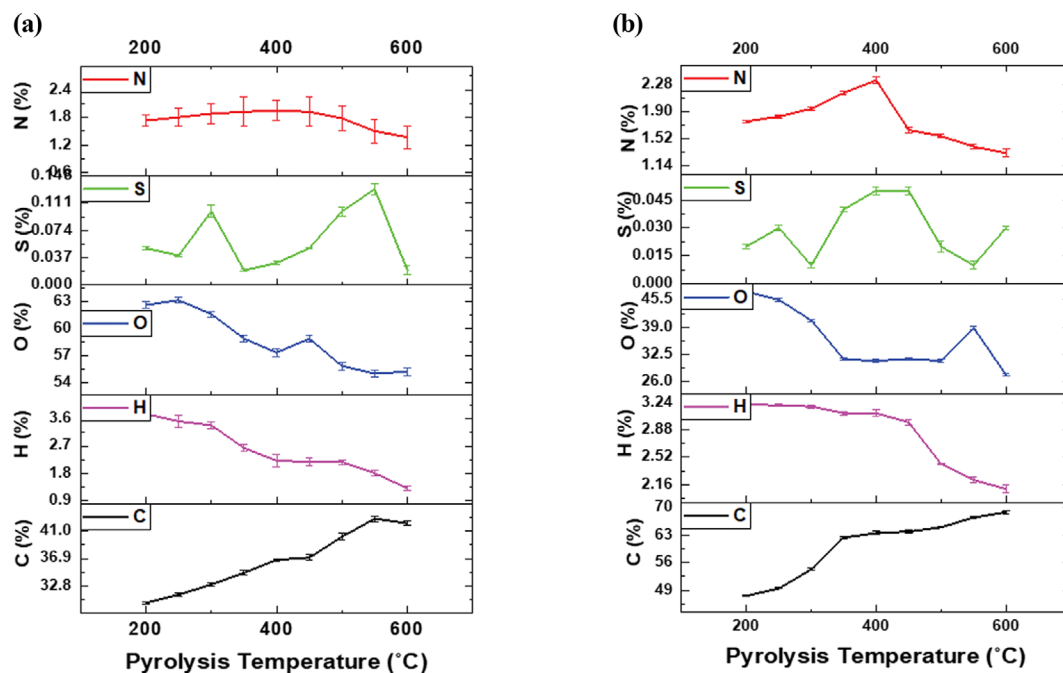 (a)
200 400 600
N
N (%)
2.4
1.8
1.2
0.6
S
S (%)
0.148
0.111
0.074
0.037
0.000
O
O (%)
63
60
57
54
H
H (%)
3.6
2.7
1.8
0.9
C
C (%)
41.0
36.9
32.8
200 400 600
Pyrolysis Temperature (°C)
(b)
N
N (%)
2.28
1.90
1.52
1.14
S
S (%)
0.045
0.030
0.015
0.000
O
O (%)
45.5
39.0
32.5
26.0
H
H (%)
3.24
2.88
2.52
2.16
C
C (%)
70
63
56
49
200 400 600
Pyrolysis Temperature (°C)